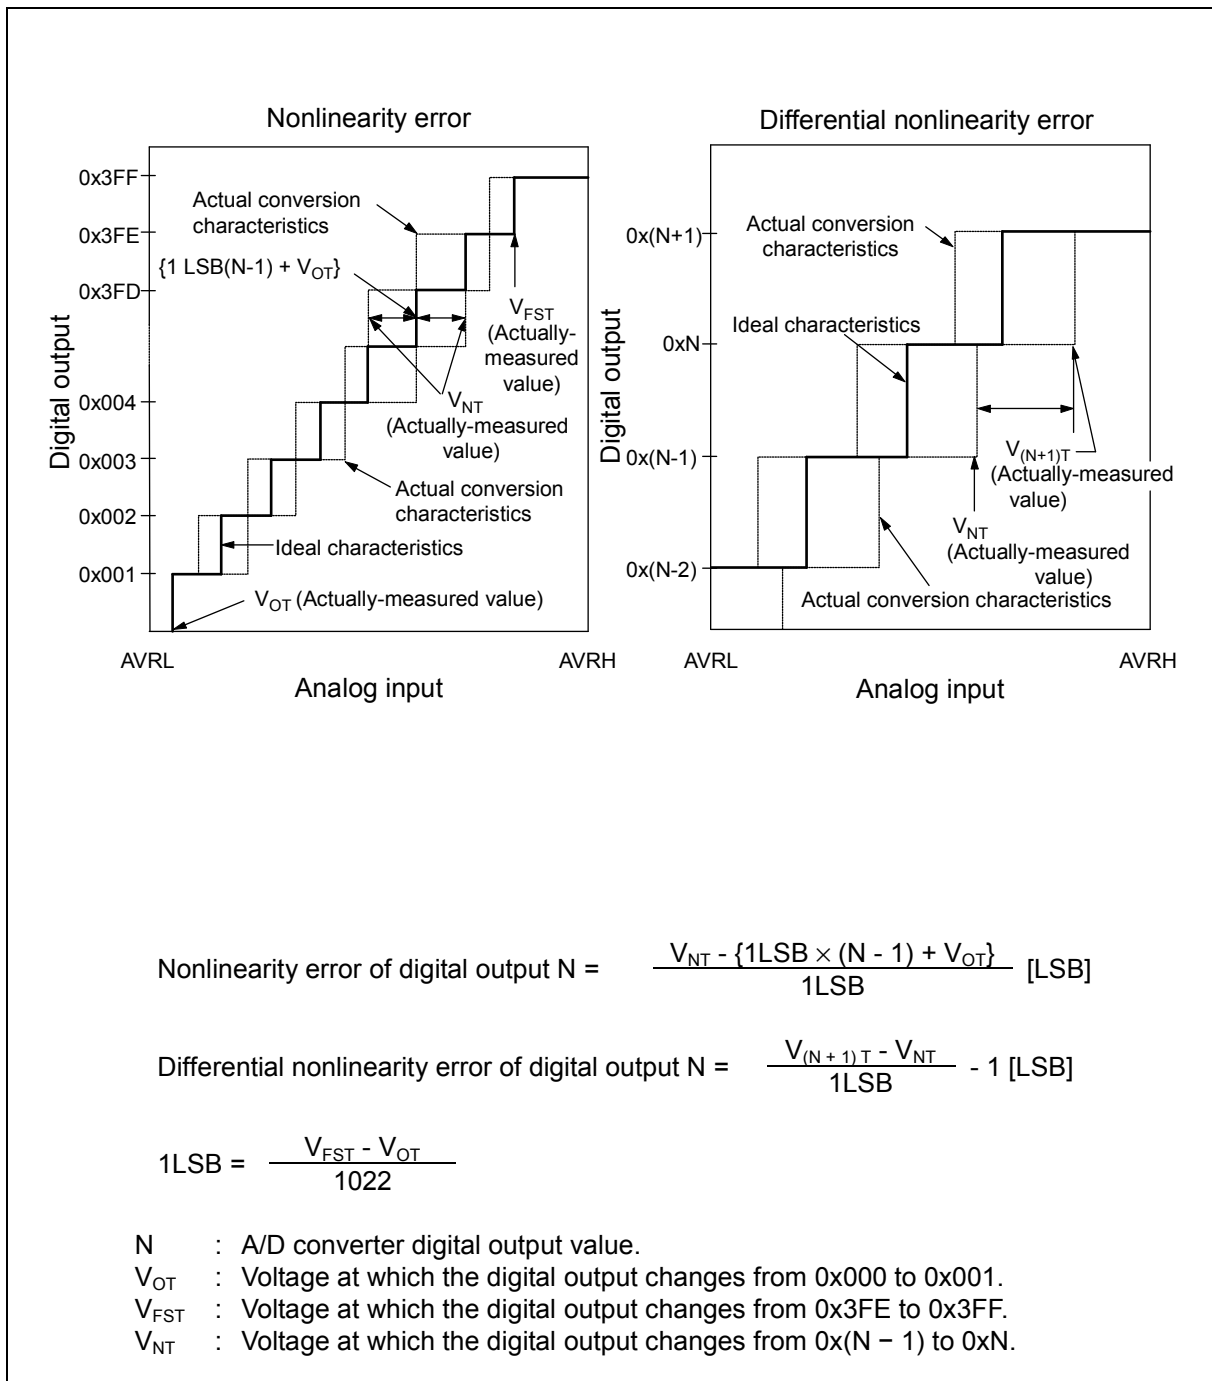 Nonlinearity error
0x3FF
0x3FE
0x3FD
0x004
0x003
0x002
0x001
Digital output
Actual conversion
characteristics
{1 LSB(N-1) + VOT}
VFST
(Actually-
measured
value)
VNT
(Actually-measured
value)
Actual conversion
characteristics
Ideal characteristics
VOT (Actually-measured value)
AVRL
AVRH
Analog input
Differential nonlinearity error
0x(N+1)
0xN
0x(N-1)
0x(N-2)
Digital output
Actual conversion
characteristics
Ideal characteristics
V(N+1)T
(Actually-measured
value)
VNT
(Actually-measured
value)
Actual conversion characteristics
AVRL
AVRH
Analog input
Nonlinearity error of digital output N =
VNT - {1LSB × (N - 1) + VOT}
1LSB
[LSB]
Differential nonlinearity error of digital output N =
V(N + 1) T - VNT
1LSB
- 1 [LSB]
1LSB =
VFST - VOT
1022
N : A/D converter digital output value.
VOT : Voltage at which the digital output changes from 0x000 to 0x001.
VFST : Voltage at which the digital output changes from 0x3FE to 0x3FF.
VNT : Voltage at which the digital output changes from 0x(N − 1) to 0xN.